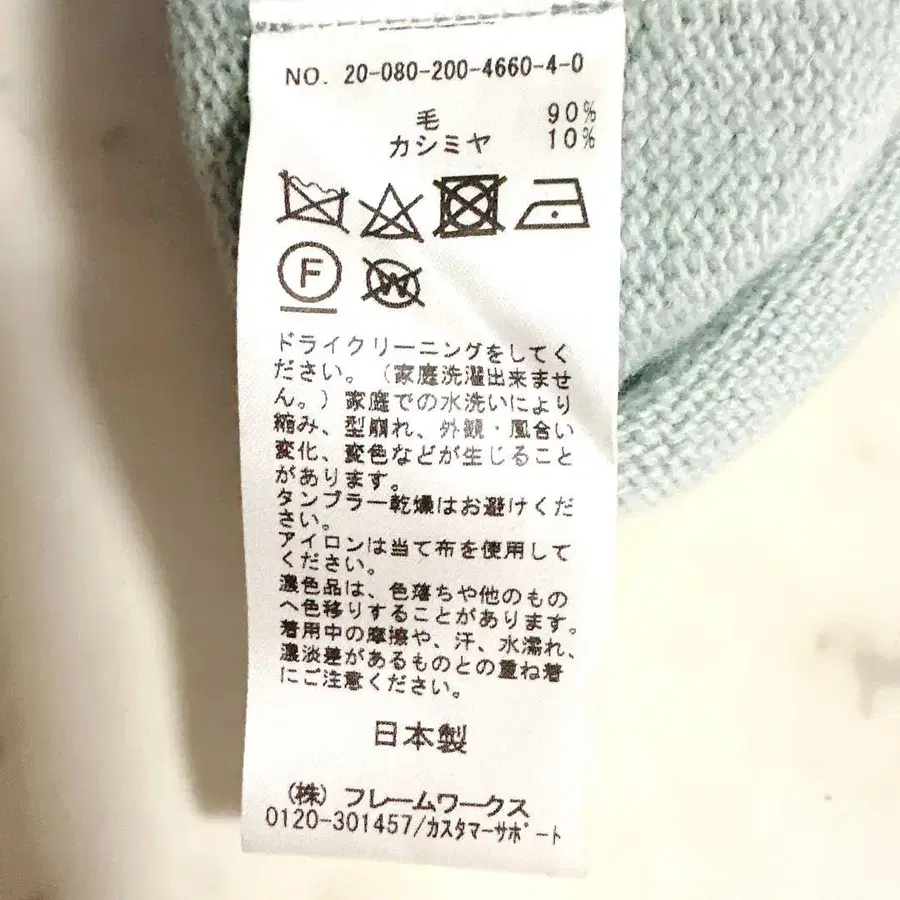 NO. 20-080-200-4660-4-0
毛 90%
カシミヤ 10%
F W
ドライクリーニングをしてく
ださい。(家庭洗濯出来ませ
ん。)家庭での水洗いにより
縮み、型崩れ、外観・風合い
変化、変色などが生じること
があります。
タンブラー乾燥はお避けくだ
さい。
アイロンは当て布を使用して
ください。
濃色品は、色落ちや他のもの
へ色移りすることがあります。
着用中の摩擦や、汗、水濡れ、
濃淡差があるものとの重ね着
にご注意ください。
日本製
(株) フレームワークス
0120-301457/カスタマーサポート